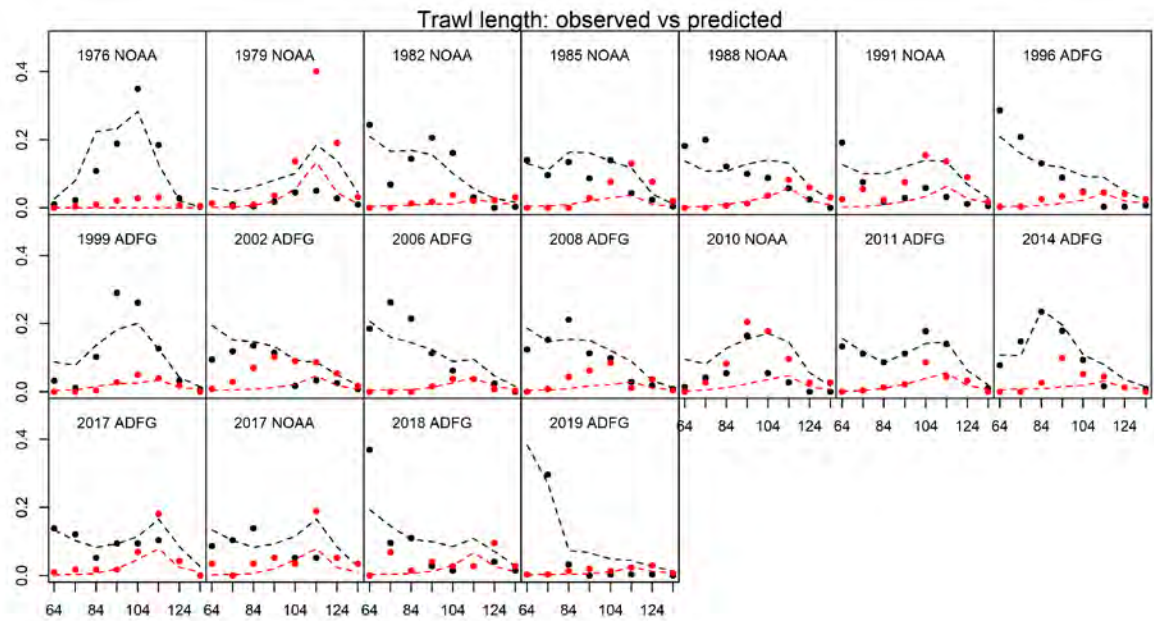 Trawl length: observed vs predicted
1976 NOAA 1979 NOAA 1982 NOAA 1985 NOAA 1988 NOAA 1991 NOAA 1996 ADFG
0.4
0.2
0.0
1999 ADFG 2002 ADFG 2006 ADFG 2008 ADFG 2010 NOAA 2011 ADFG 2014 ADFG
0.4
0.2
0.0
64 84 104 124 64 84 104 124 64 84 104 124
2017 ADFG 2017 NOAA 2018 ADFG 2019 ADFG
0.4
0.2
0.0
64 84 104 124 64 84 104 124 64 84 104 124 64 84 104 124